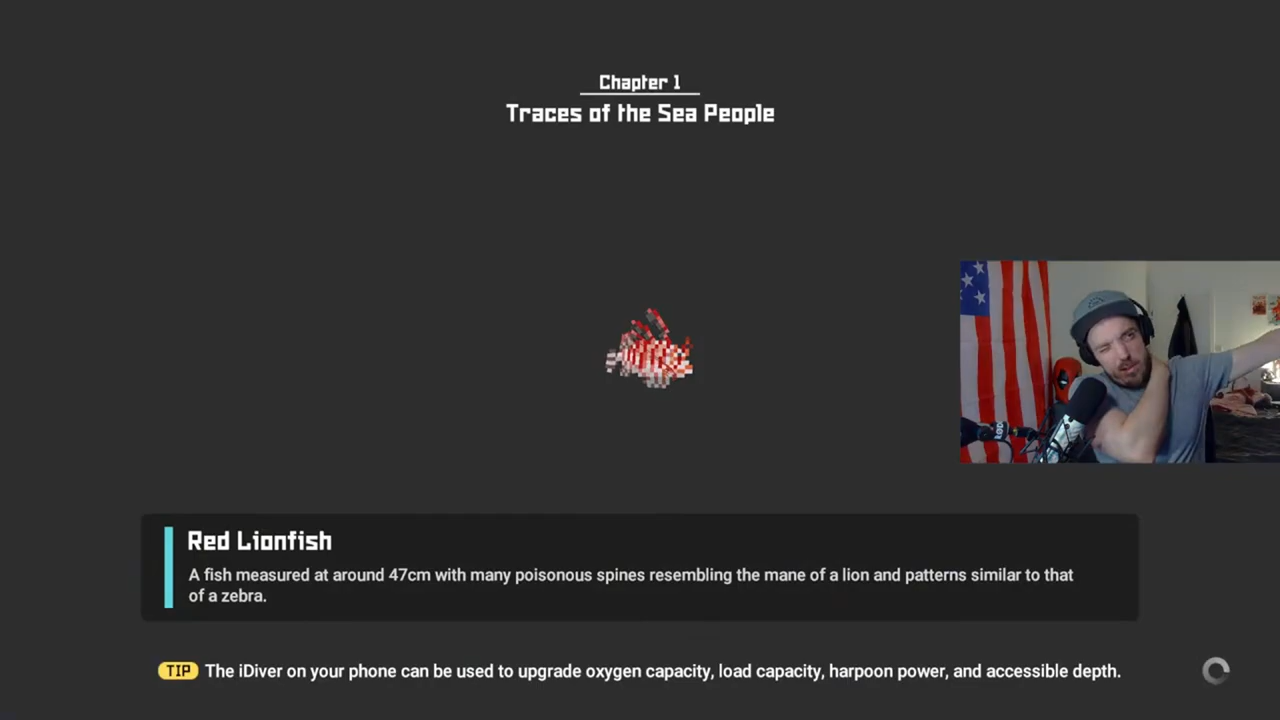 Chapter 1
Traces of the Sea People
Red Lionfish
A fish measured at around 47cm with many poisonous spines resembling the mane of a lion and patterns similar to that
of a zebra.
TIP The iDiver on your phone can be used to upgrade oxygen capacity, load capacity, harpoon power, and accessible depth.